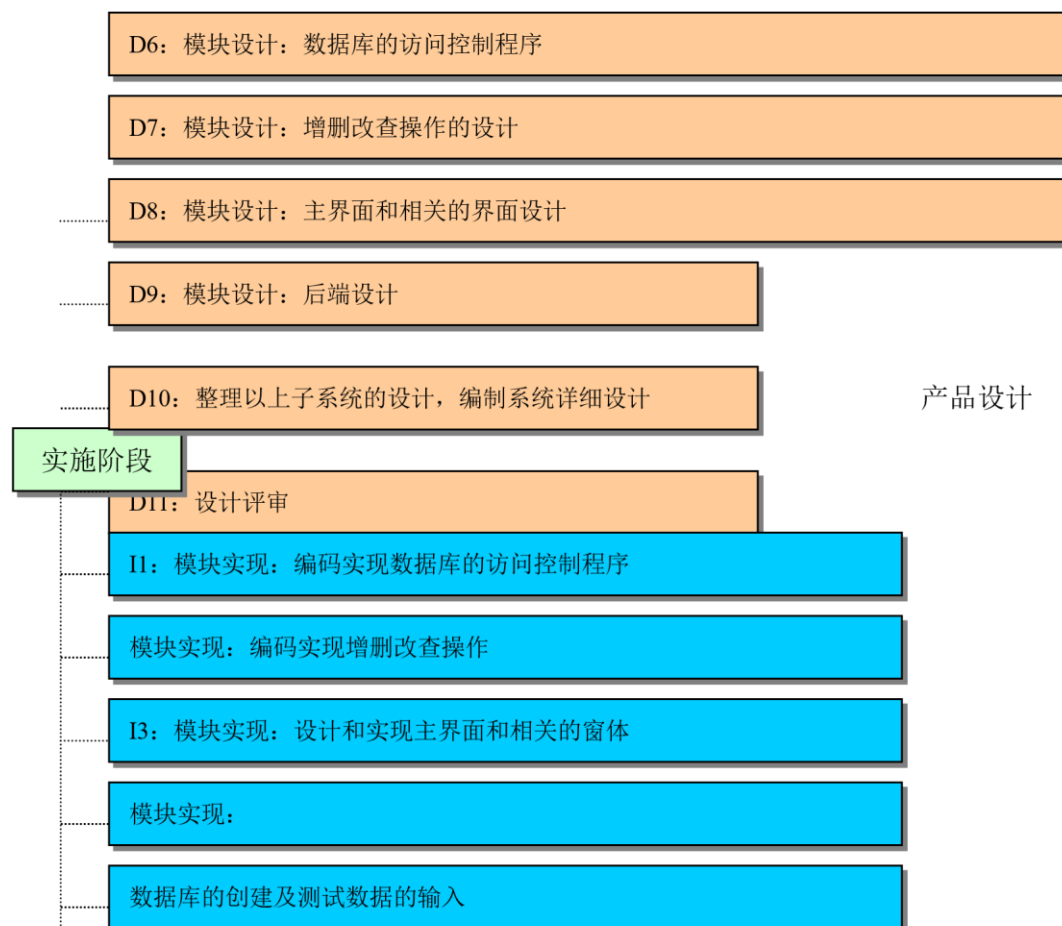 D6：模块设计：数据库的访问控制程序
D7：模块设计：增删改查操作的设计
D8：模块设计：主界面和相关的界面设计
D9：模块设计：后端设计
D10：整理以上子系统的设计，编制系统详细设计
产品设计
实施阶段
D11：设计评审
I1：模块实现：编码实现数据库的访问控制程序
模块实现：编码实现增删改查操作
I3：模块实现：设计和实现主界面和相关的窗体
模块实现：
数据库的创建及测试数据的输入